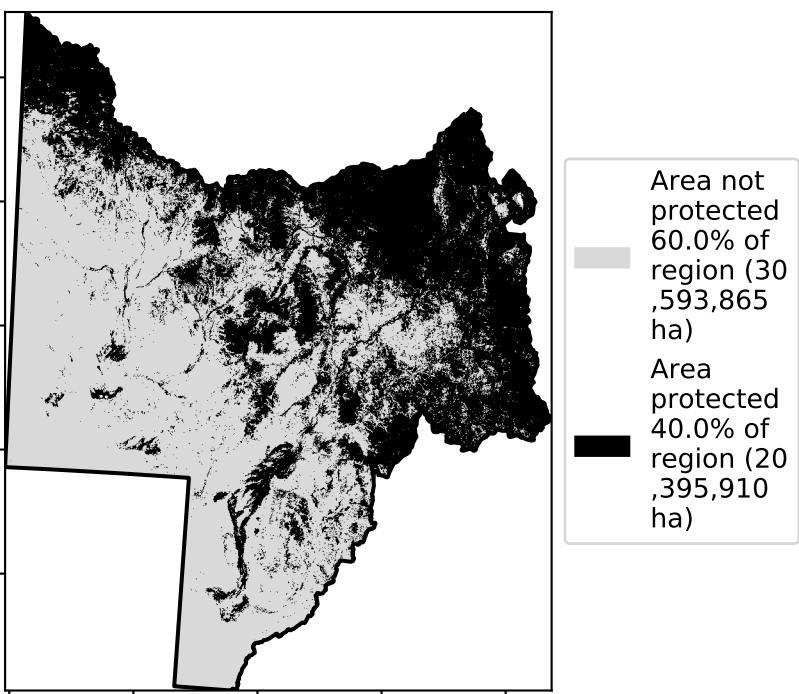 Area not
protected
60.0% of
region (30
,593,865
ha)
Area
protected
40.0% of
region (20
,395,910
ha)